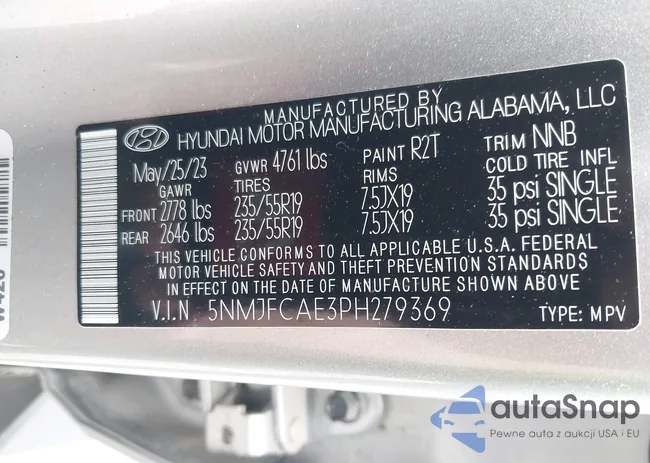 MANUFACTURED BY
HYUNDAI MOTOR MANUFACTURING ALABAMA, LLC
May/25/23 GVWR 4761 lbs PAINT R2T TRIM NNB
GAWR TIRES RIMS COLD TIRE INFL
FRONT 2778 lbs 235/55R19 7.5JX19 35 psi SINGLE
REAR 2646 lbs 235/55R19 7.5JX19 35 psi SINGLE
THIS VEHICLE CONFORMS TO ALL APPLICABLE U.S.A. FEDERAL
MOTOR VEHICLE SAFETY AND THEFT PREVENTION STANDARDS
IN EFFECT ON THE DATE OF MANUFACTURE SHOWN ABOVE
V.I.N 5NMJFCAE3PH279369 TYPE: MPV
W426
autoSnap
Pewne auta z aukcji USA i EU